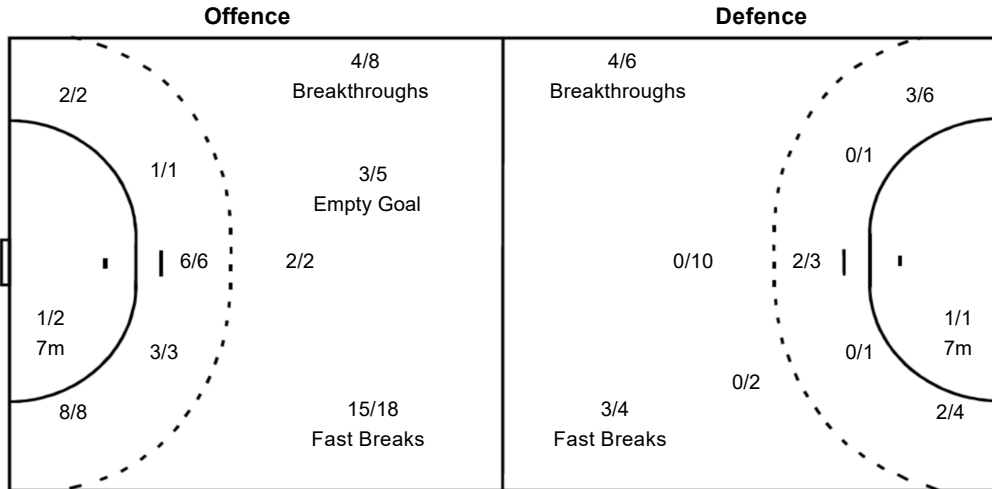 Offence
Defence
4/8
Breakthroughs
4/6
Breakthroughs
2/2
3/6
1/1
0/1
3/5
Empty Goal
6/6
2/2
0/10
2/3
1/2
7m
1/1
7m
3/3
0/1
0/2
8/8
15/18
Fast Breaks
3/4
Fast Breaks
2/4